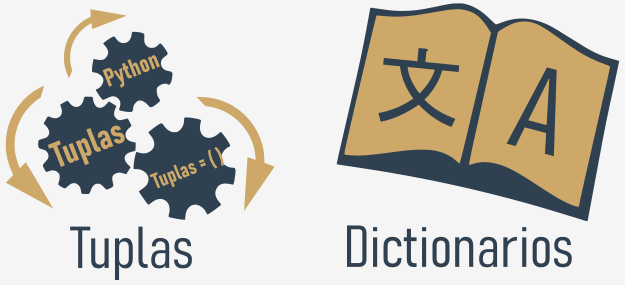 Python
Tuplas
Tuplas = ( )
Tuplas
文 A
Dictionarios